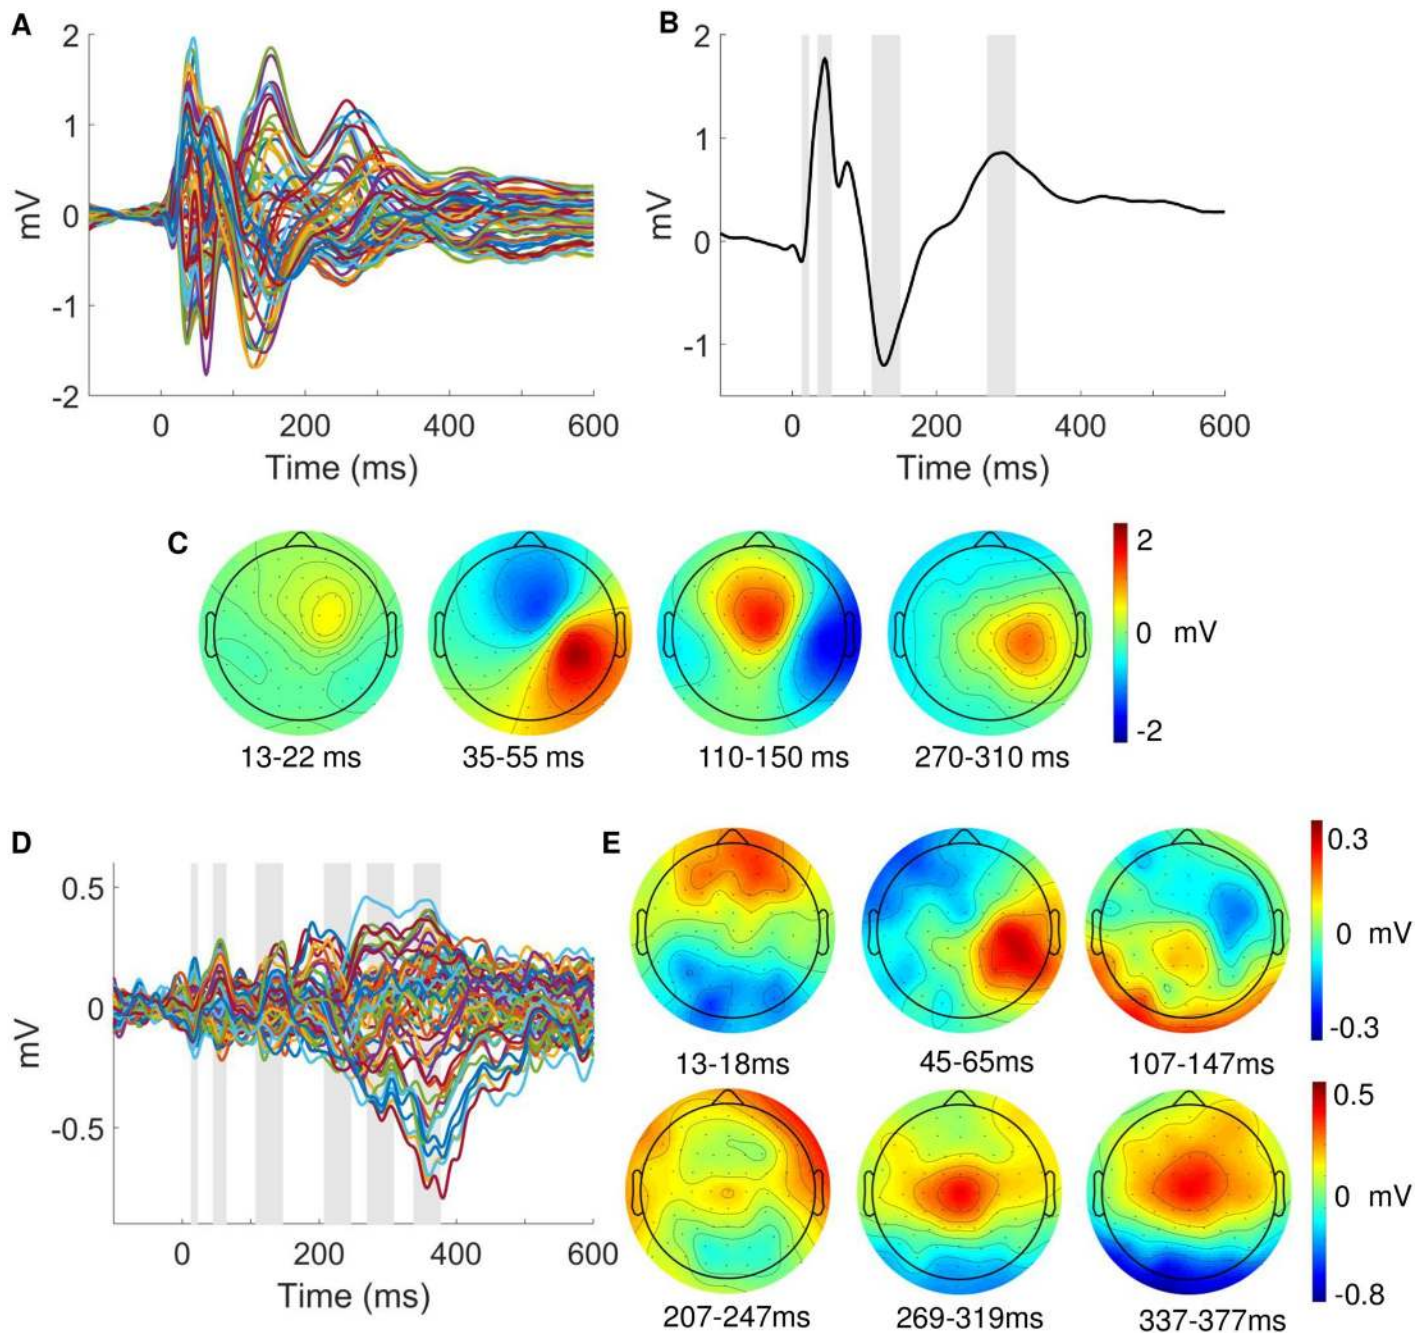 A
2
1
0
-1
-2
mV
0
200
400
600
Time (ms)
B
2
1
0
-1
mV
0
200
400
600
Time (ms)
C
13-22 ms
35-55 ms
110-150 ms
270-310 ms
2
0
-2
mV
D
0.5
0
-0.5
mV
0
200
400
600
Time (ms)
E
13-18ms
45-65ms
107-147ms
0.3
0
-0.3
mV
207-247ms
269-319ms
337-377ms
0.5
0
-0.8
mV